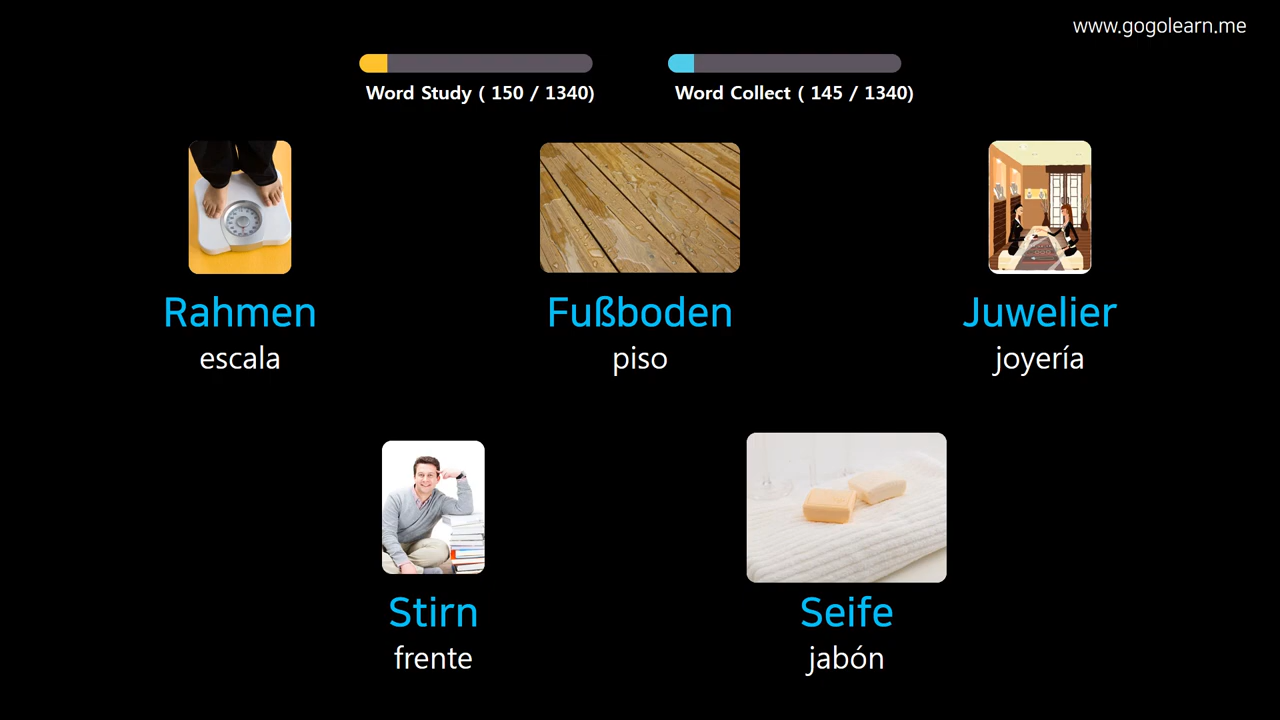 www.gogolearn.me
Word Study ( 150 / 1340)
Word Collect ( 145 / 1340)
Rahmen
escala
Fußboden
piso
Juwelier
joyería
Stirn
frente
Seife
jabón